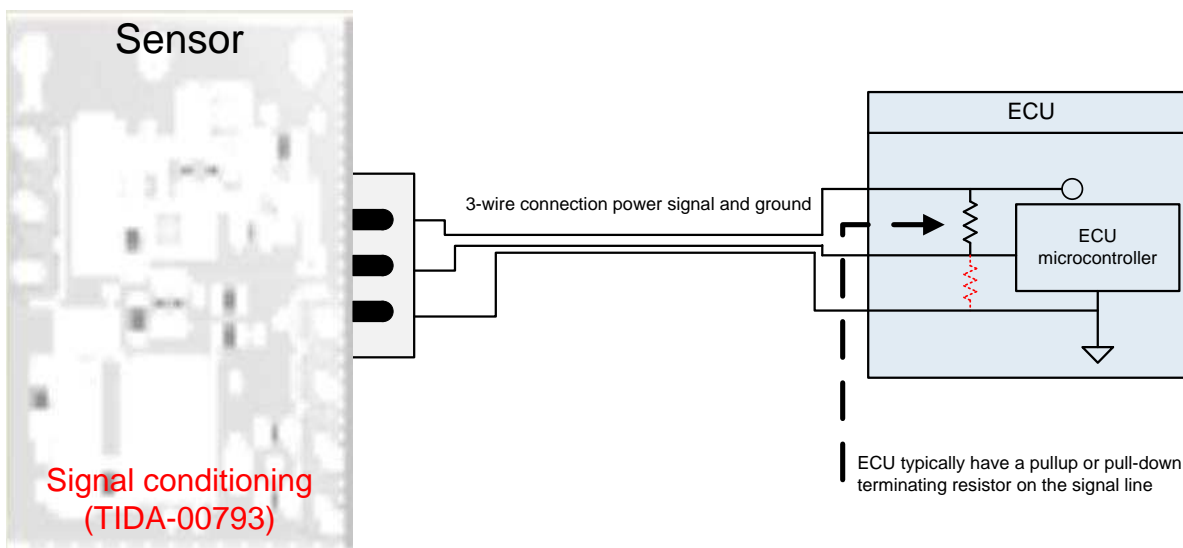 Sensor
Signal conditioning
(TIDA-00793)
3-wire connection power signal and ground
ECU
ECU
microcontroller
ECU typically have a pullup or pull-down
terminating resistor on the signal line